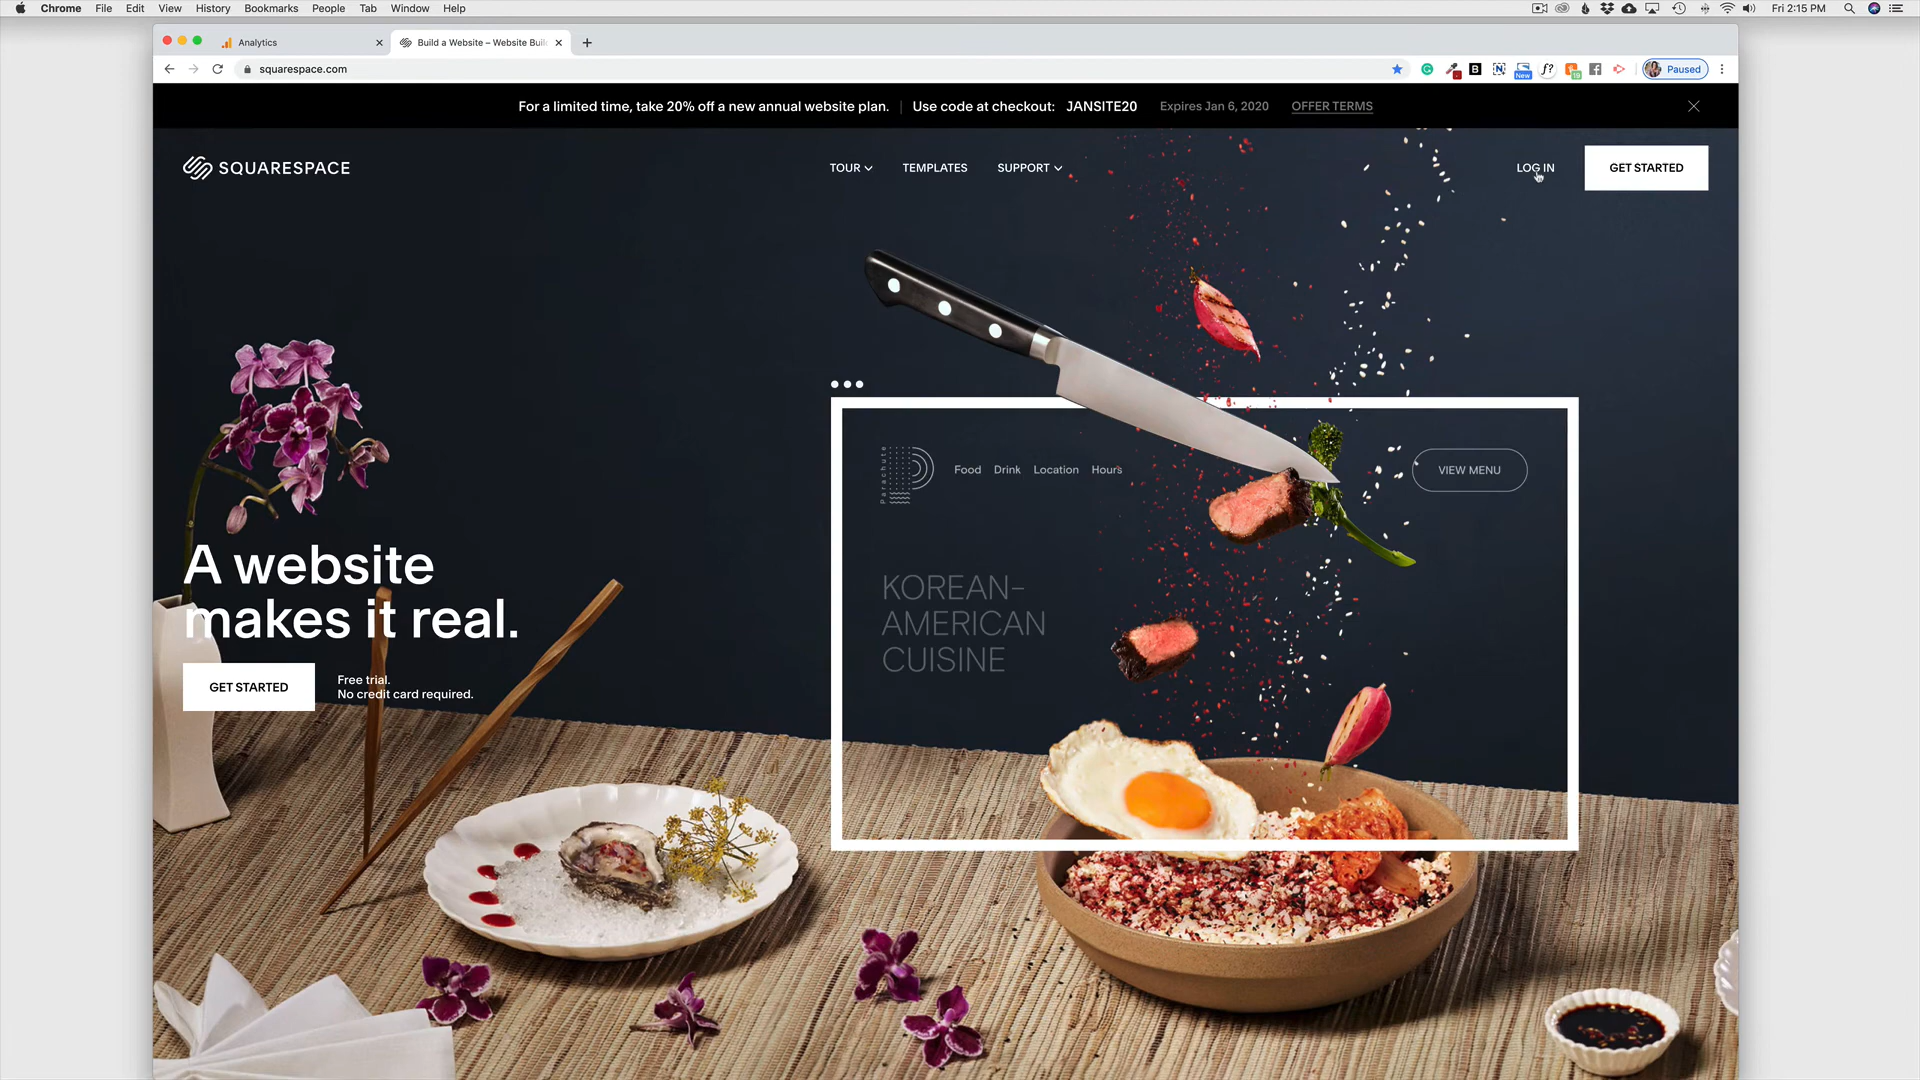 Chrome File Edit View History Bookmarks People Tab Window Help
Fri 2:15 PM
Analytics
Build a Website – Website Buil
squarespace.com
New
f?
19
Paused
For a limited time, take 20% off a new annual website plan. | Use code at checkout: JANSITE20 Expires Jan 6, 2020 OFFER TERMS
SQUARESPACE
TOUR TEMPLATES SUPPORT
LOG IN
GET STARTED
Parachute
Food Drink Location Hours
VIEW MENU
A website
makes it real.
KOREAN–
AMERICAN
CUISINE
GET STARTED
Free trial.
No credit card required.